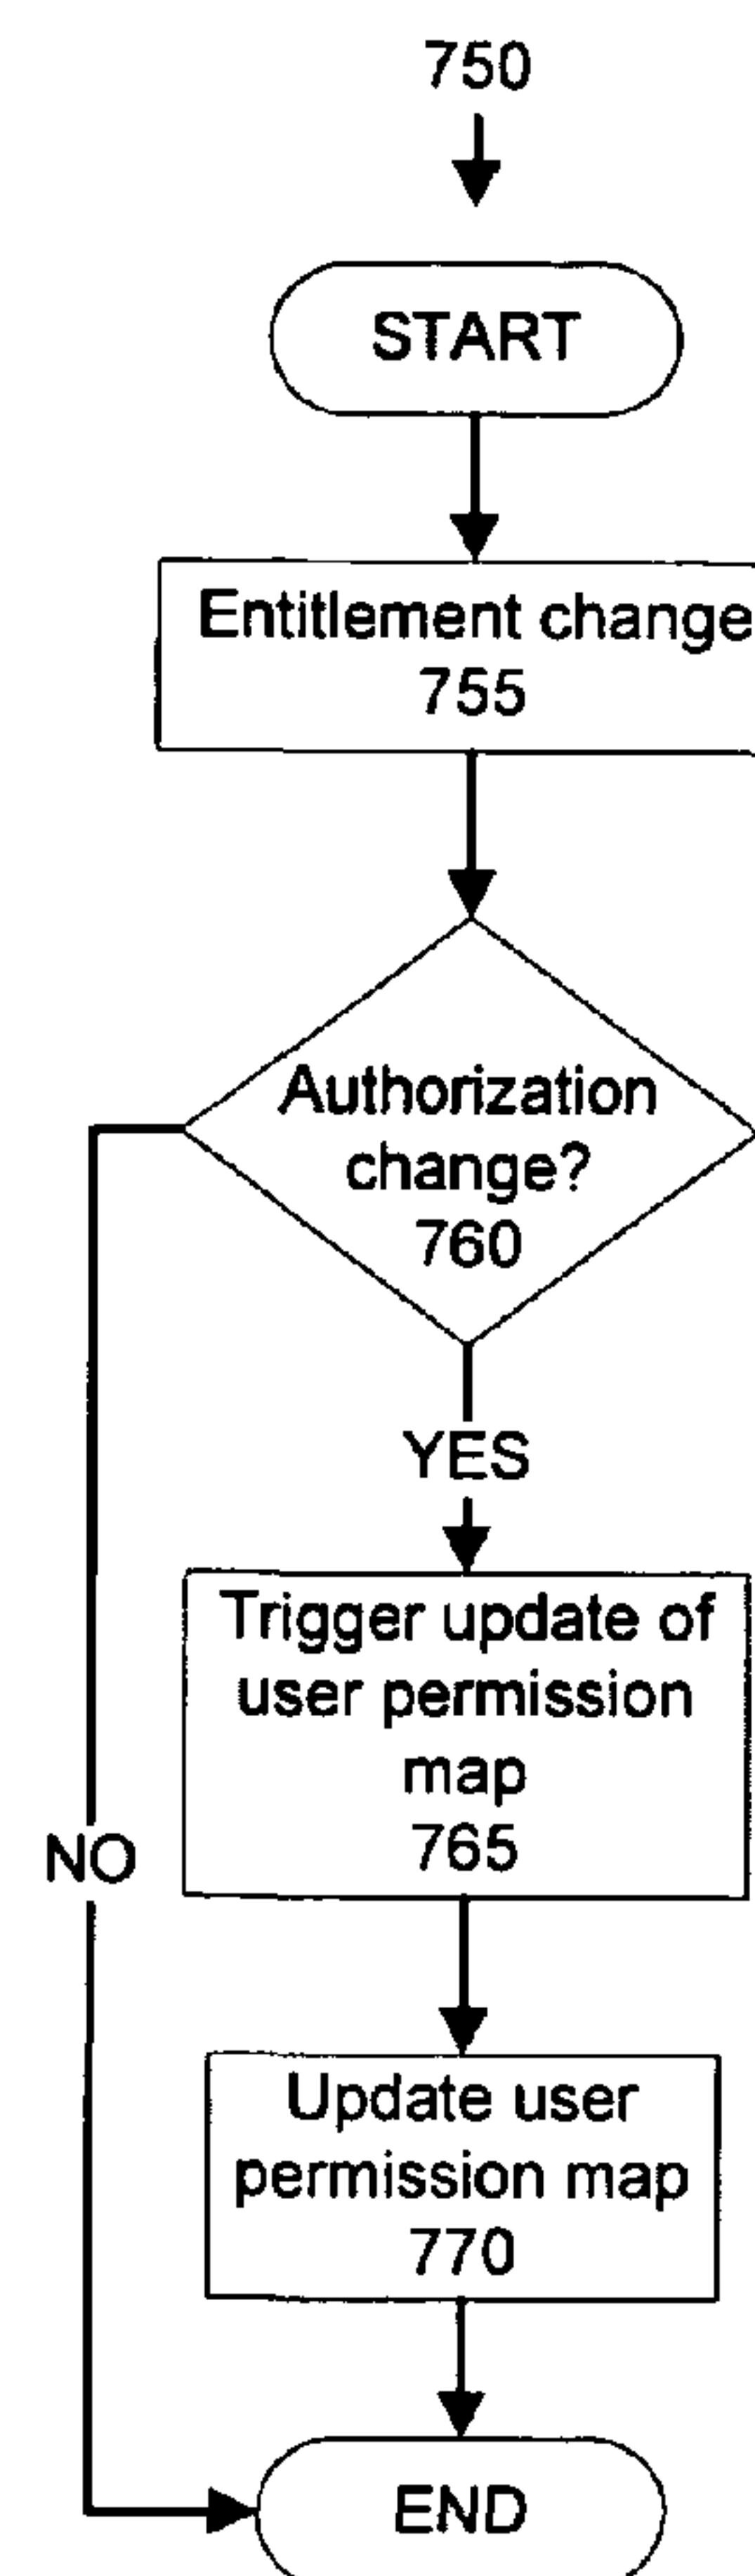 750
START
Entitlement change
755
Authorization
change?
760
YES
Trigger update of
user permission
map
765
NO
Update user
permission map
770
END